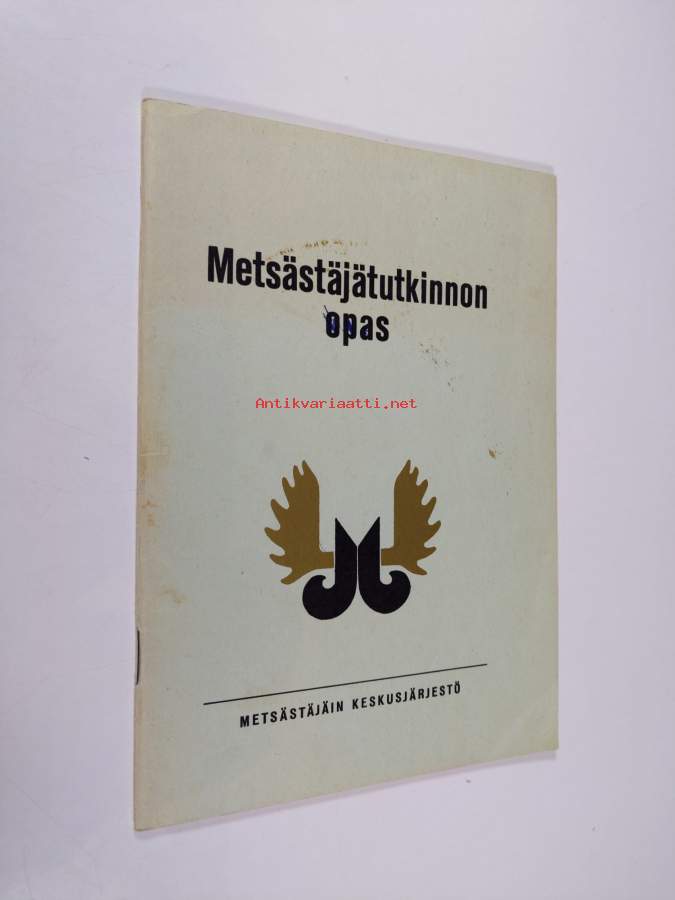 Metsästäjätutkinnon
opas
Antikvariaatti.net
METSÄSTÄJÄIN KESKUSJÄRJESTÖ